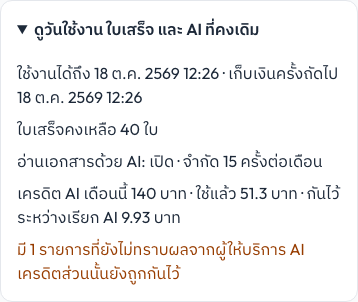 ▼ ดูวันใช้งาน ใบเสร็จ และ AI ที่คงเดิม
ใช้งานได้ถึง 18 ต.ค. 2569 12:26 · เก็บเงินครั้งถัดไป
18 ต.ค. 2569 12:26
ใบเสร็จคงเหลือ 40 ใบ
อ่านเอกสารด้วย AI: เปิด · จำกัด 15 ครั้งต่อเดือน
เครดิต AI เดือนนี้ 140 บาท · ใช้แล้ว 51.3 บาท · กันไว้
ระหว่างเรียก AI 9.93 บาท
มี 1 รายการที่ยังไม่ทราบผลจากผู้ให้บริการ AI
เครดิตส่วนนั้นยังถูกกันไว้